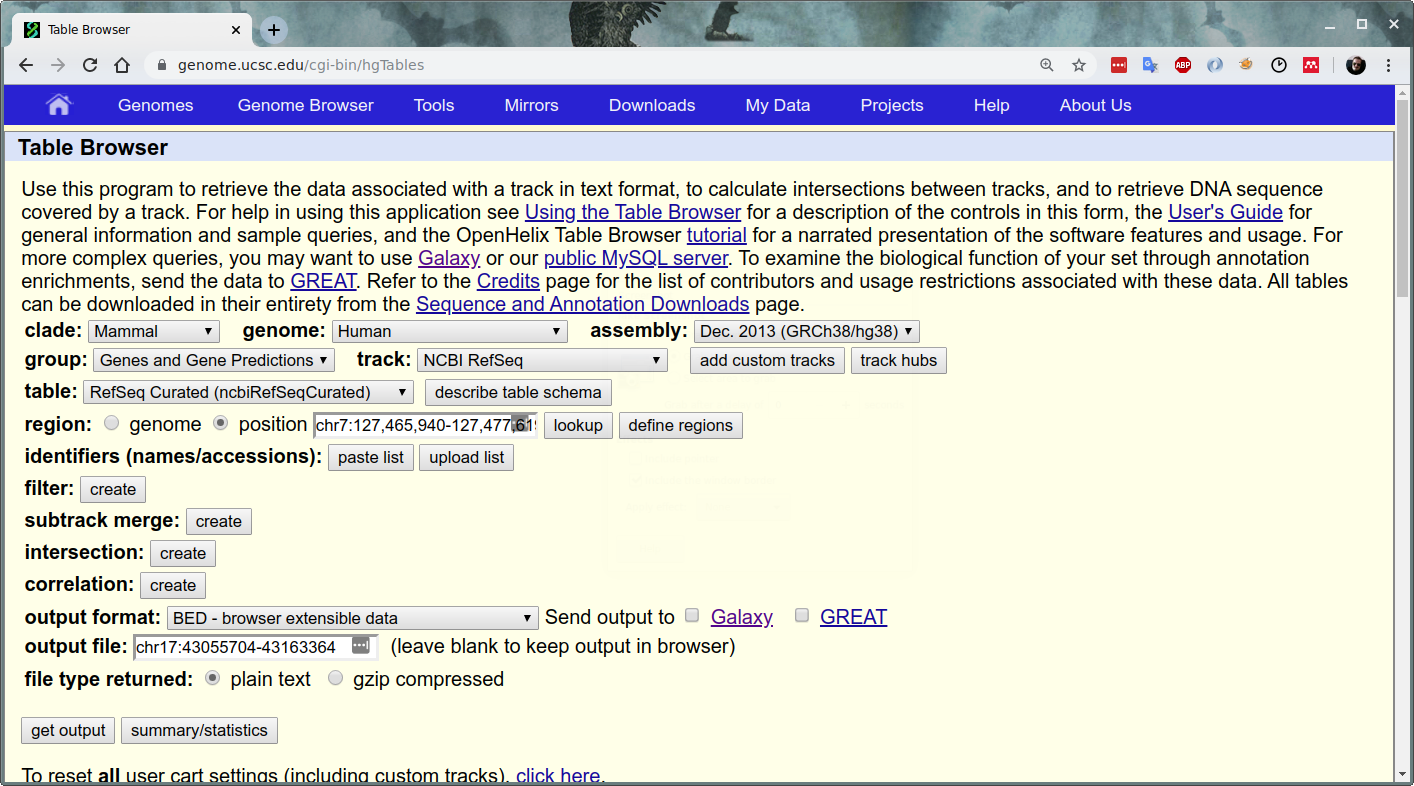 Table Browser
genome.ucsc.edu/cgi-bin/hgTables
ABP
Genomes Genome Browser Tools Mirrors Downloads My Data Projects Help About Us
Table Browser
Use this program to retrieve the data associated with a track in text format, to calculate intersections between tracks, and to retrieve DNA sequence
covered by a track. For help in using this application see Using the Table Browser for a description of the controls in this form, the User's Guide for
general information and sample queries, and the OpenHelix Table Browser tutorial for a narrated presentation of the software features and usage. For
more complex queries, you may want to use Galaxy or our public MySQL server. To examine the biological function of your set through annotation
enrichments, send the data to GREAT. Refer to the Credits page for the list of contributors and usage restrictions associated with these data. All tables
can be downloaded in their entirety from the Sequence and Annotation Downloads page.
clade: Mammal genome: Human assembly: Dec. 2013 (GRCh38/hg38)
group: Genes and Gene Predictions track: NCBI RefSeq add custom tracks track hubs
table: RefSeq Curated (ncbiRefSeqCurated) describe table schema
region: genome position chr7:127,465,940-127,477,619 lookup define regions
identifiers (names/accessions): paste list upload list
filter: create
subtrack merge: create
intersection: create
correlation: create
output format: BED - browser extensible data Send output to Galaxy GREAT
output file: chr17:43055704-43163364 (leave blank to keep output in browser)
file type returned: plain text gzip compressed
get output summary/statistics
To reset all user cart settings (including custom tracks), click here.